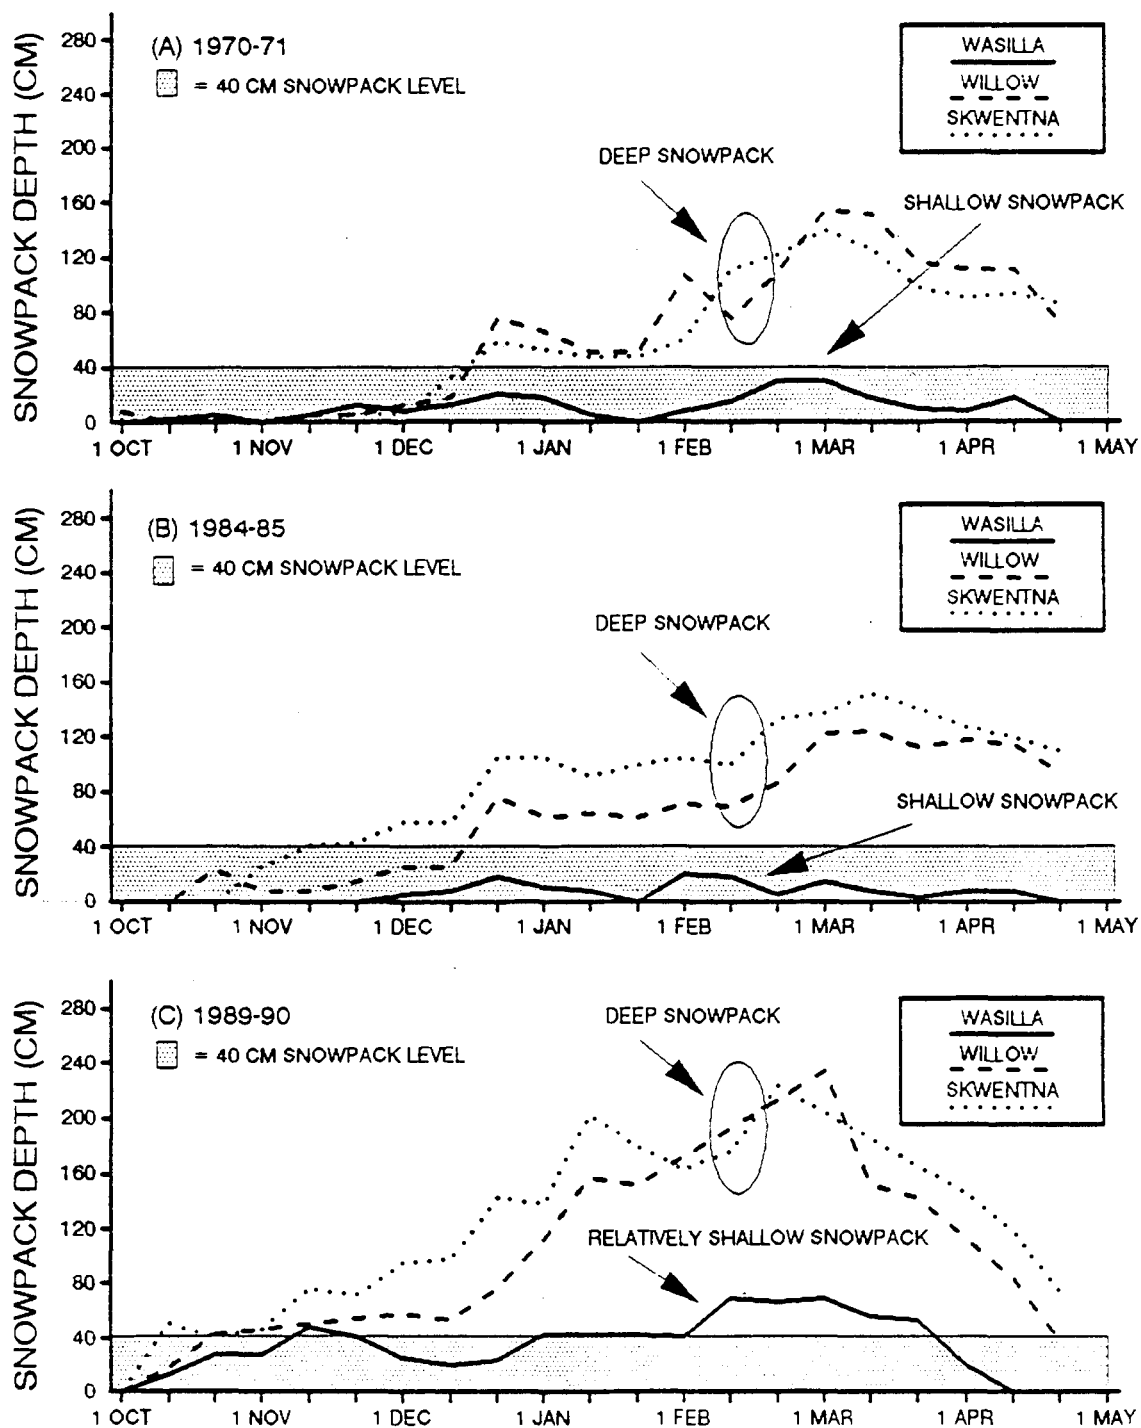 SNOWPACK DEPTH (CM)
280
240
200
160
120
80
40
0
(A) 1970-71
= 40 CM SNOWPACK LEVEL
WASILLA
WILLOW
SKWENTNA
DEEP SNOWPACK
SHALLOW SNOWPACK
1 OCT 1 NOV 1 DEC 1 JAN 1 FEB 1 MAR 1 APR 1 MAY
SNOWPACK DEPTH (CM)
280
240
200
160
120
80
40
0
(B) 1984-85
= 40 CM SNOWPACK LEVEL
WASILLA
WILLOW
SKWENTNA
DEEP SNOWPACK
SHALLOW SNOWPACK
1 OCT 1 NOV 1 DEC 1 JAN 1 FEB 1 MAR 1 APR 1 MAY
SNOWPACK DEPTH (CM)
280
240
200
160
120
80
40
0
(C) 1989-90
= 40 CM SNOWPACK LEVEL
WASILLA
WILLOW
SKWENTNA
DEEP SNOWPACK
RELATIVELY SHALLOW SNOWPACK
1 OCT 1 NOV 1 DEC 1 JAN 1 FEB 1 MAR 1 APR 1 MAY